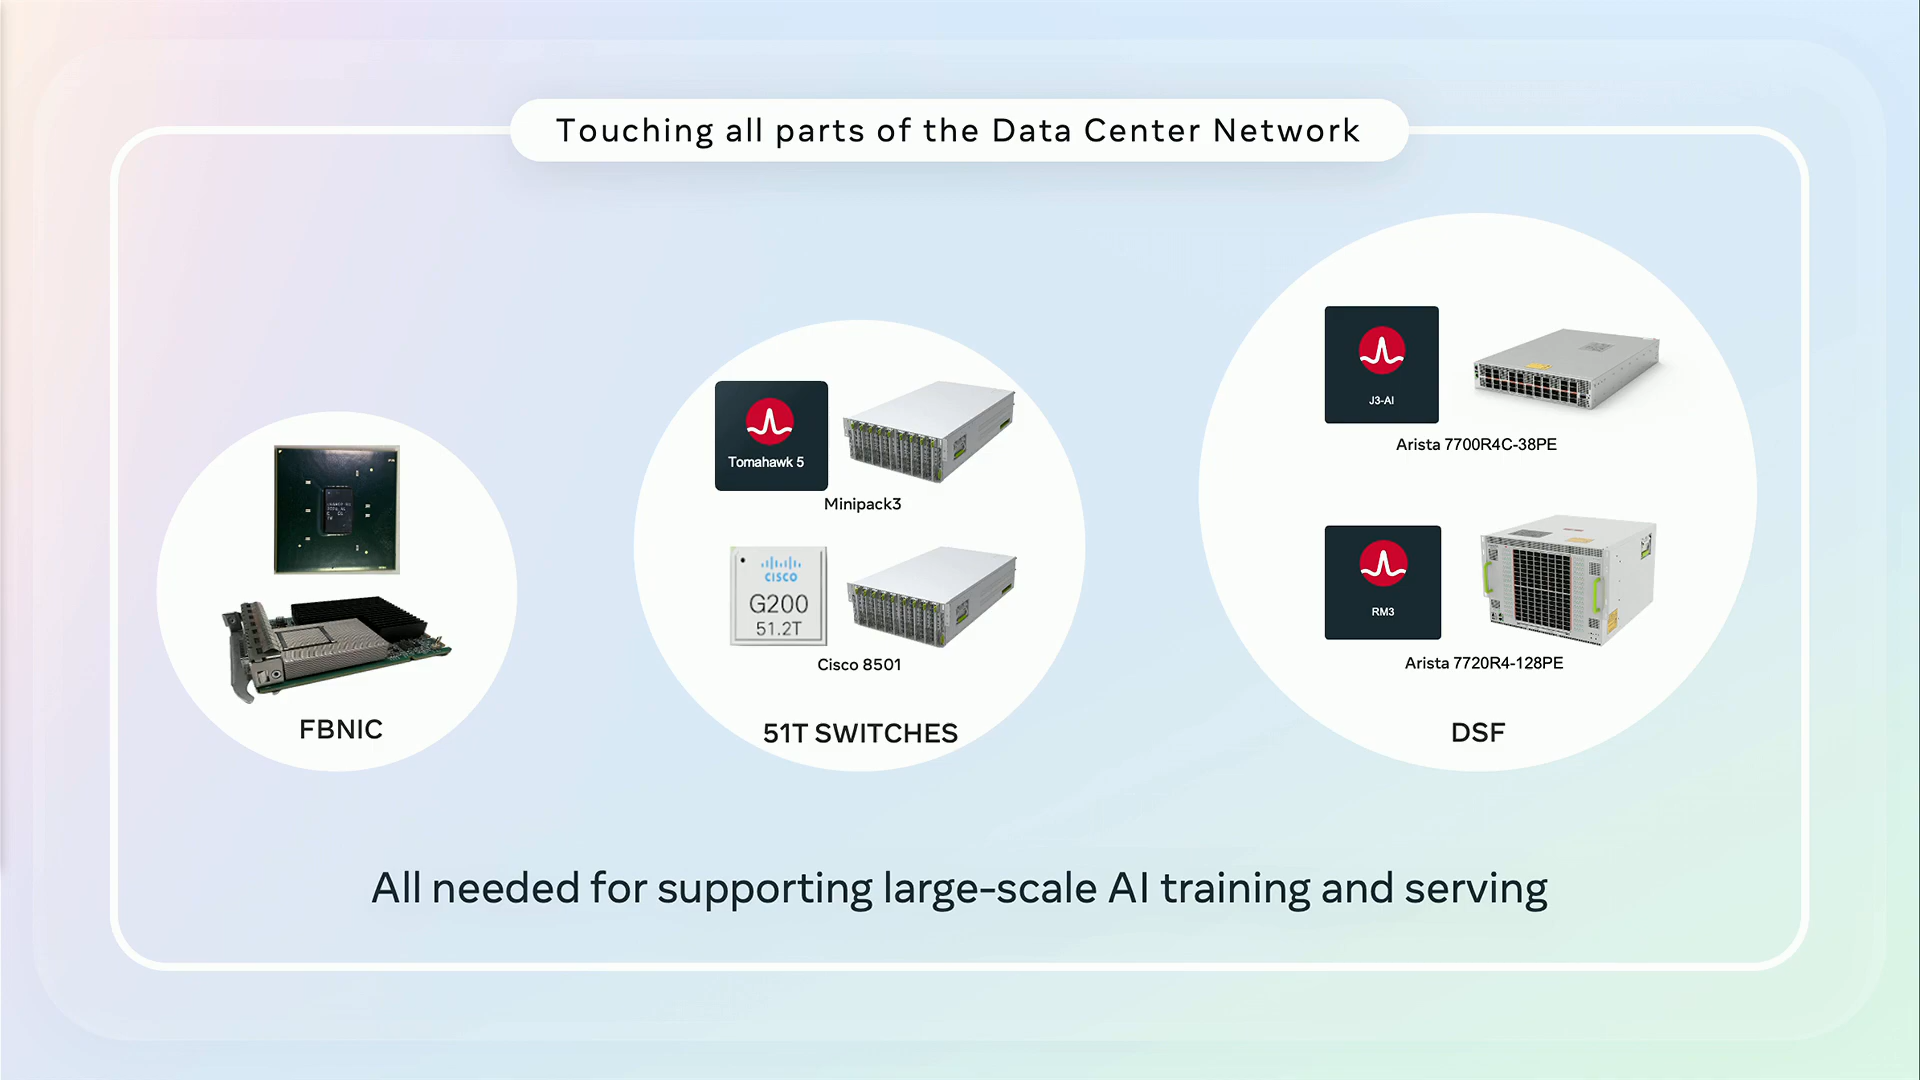 Touching all parts of the Data Center Network
FBNIC
Tomahawk 5
Minipack3
CISCO
G200
51.2T
Cisco 8501
51T SWITCHES
J3-AI
Arista 7700R4C-38PE
RM3
Arista 7720R4-128PE
DSF
All needed for supporting large-scale AI training and serving